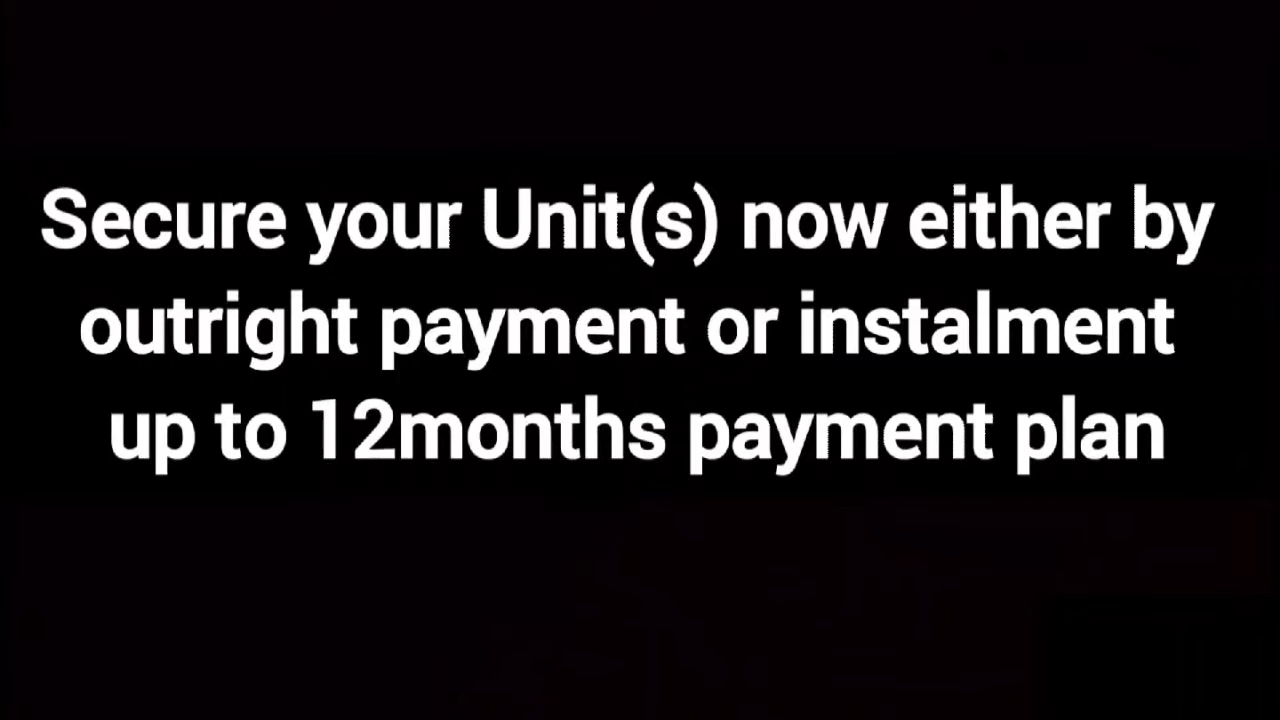 Secure your Unit(s) now either by
outright payment or instalment
up to 12months payment plan